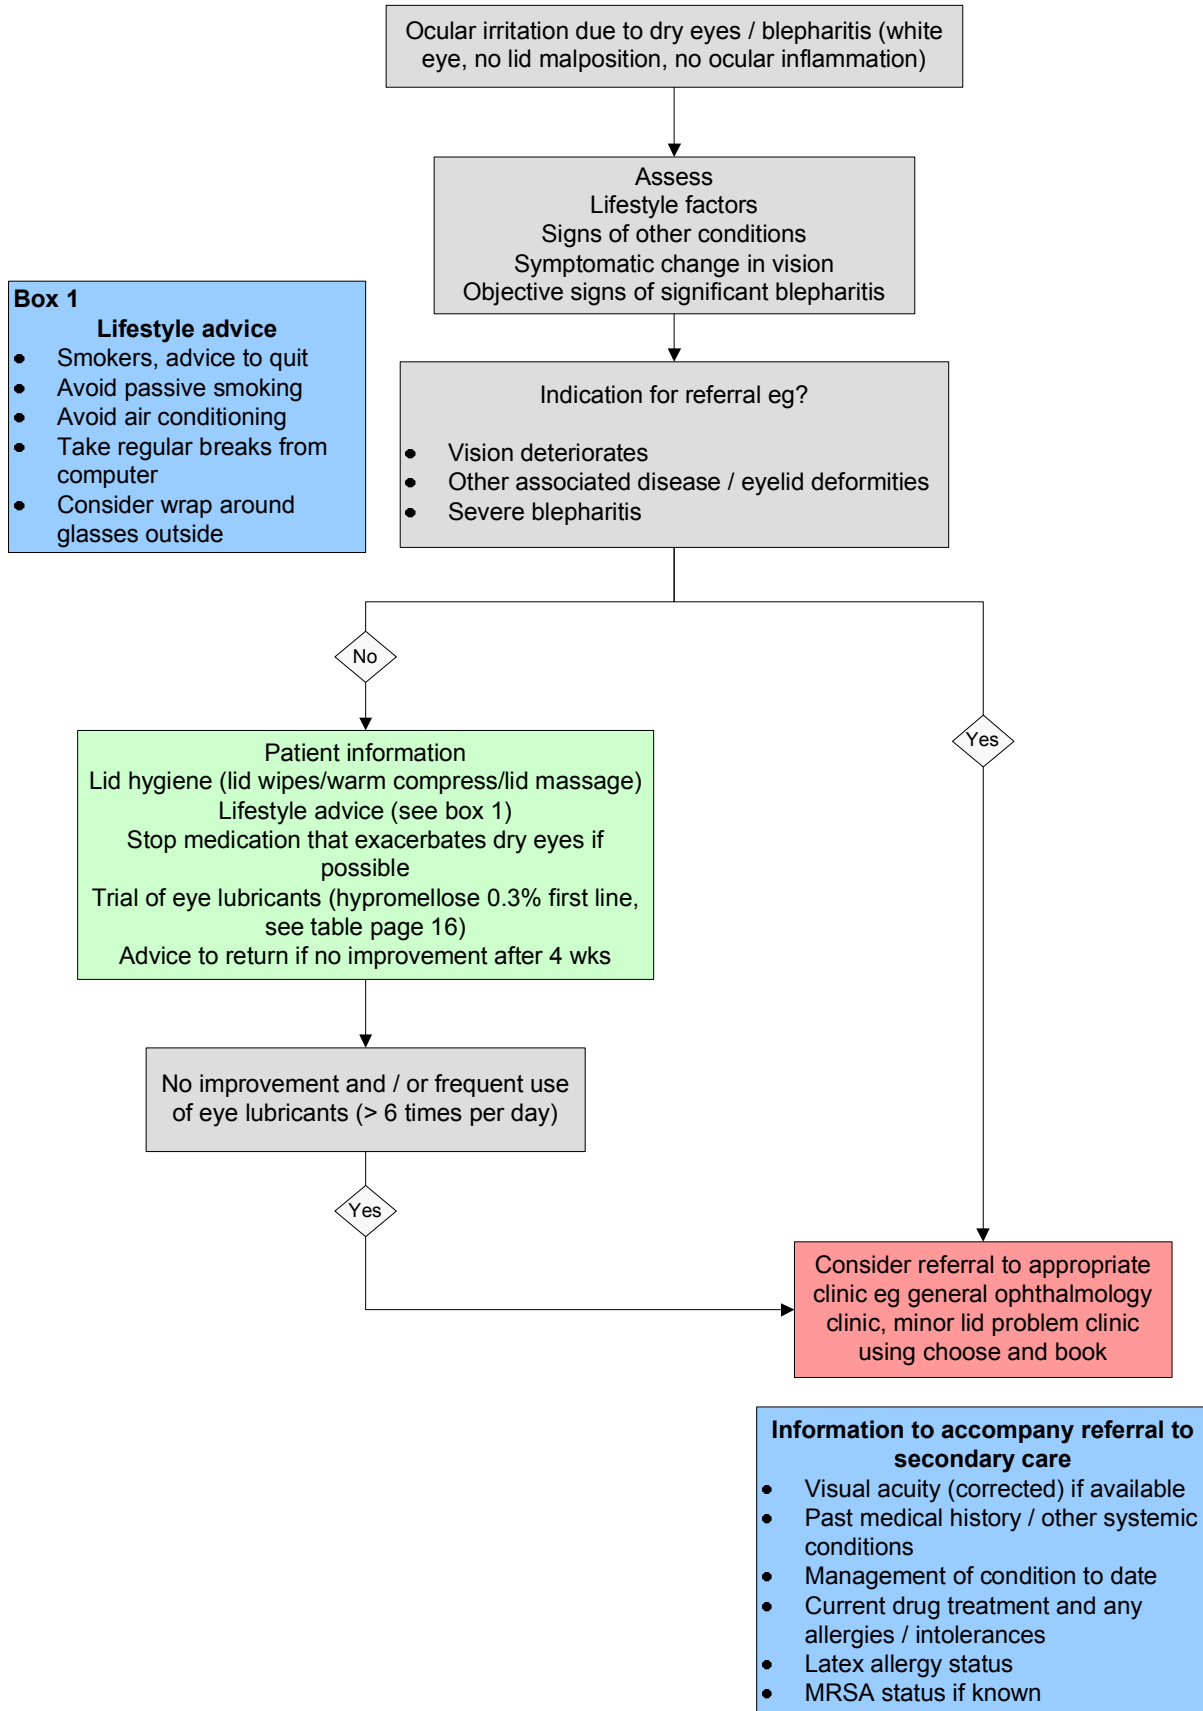 Ocular irritation due to dry eyes / blepharitis (white
eye, no lid malposition, no ocular inflammation)
Assess
Lifestyle factors
Signs of other conditions
Symptomatic change in vision
Objective signs of significant blepharitis
Box 1
Lifestyle advice
• Smokers, advice to quit
• Avoid passive smoking
• Avoid air conditioning
• Take regular breaks from
computer
• Consider wrap around
glasses outside
Indication for referral eg?
• Vision deteriorates
• Other associated disease / eyelid deformities
• Severe blepharitis
No
Yes
Patient information
Lid hygiene (lid wipes/warm compress/lid massage)
Lifestyle advice (see box 1)
Stop medication that exacerbates dry eyes if
possible
Trial of eye lubricants (hypromellose 0.3% first line,
see table page 16)
Advice to return if no improvement after 4 wks
No improvement and / or frequent use
of eye lubricants (> 6 times per day)
Yes
Consider referral to appropriate
clinic eg general ophthalmology
clinic, minor lid problem clinic
using choose and book
Information to accompany referral to
secondary care
• Visual acuity (corrected) if available
• Past medical history / other systemic
conditions
• Management of condition to date
• Current drug treatment and any
allergies / intolerances
• Latex allergy status
• MRSA status if known